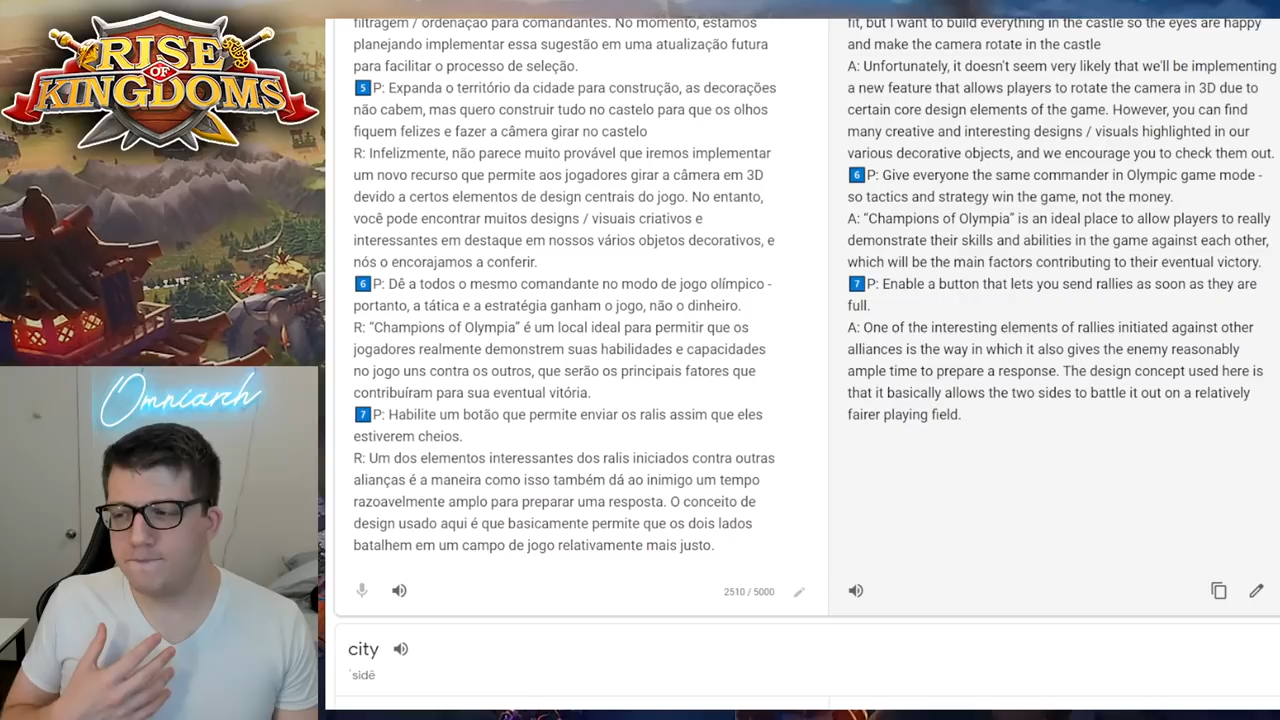 RISE
OF
KINGDOMS
Omniarch
filtragem / ordenação para comandantes. No momento, estamos
planejando implementar essa sugestão em uma atualização futura
para facilitar o processo de seleção.
5 P: Expanda o território da cidade para construção, as decorações
não cabem, mas quero construir tudo no castelo para que os olhos
fiquem felizes e fazer a câmera girar no castelo
R: Infelizmente, não parece muito provável que iremos implementar
um novo recurso que permite aos jogadores girar a câmera em 3D
devido a certos elementos de design centrais do jogo. No entanto,
você pode encontrar muitos designs / visuais criativos e
interessantes em destaque em nossos vários objetos decorativos, e
nós o encorajamos a conferir.
6 P: Dê a todos o mesmo comandante no modo de jogo olímpico -
portanto, a tática e a estratégia ganham o jogo, não o dinheiro.
R: “Champions of Olympia” é um local ideal para permitir que os
jogadores realmente demonstrem suas habilidades e capacidades
no jogo uns contra os outros, que serão os principais fatores que
contribuíram para sua eventual vitória.
7 P: Habilite um botão que permite enviar os ralis assim que eles
estiverem cheios.
R: Um dos elementos interessantes dos ralis iniciados contra outras
alianças é a maneira como isso também dá ao inimigo um tempo
razoavelmente amplo para preparar uma resposta. O conceito de
design usado aqui é que basicamente permite que os dois lados
batalhem em um campo de jogo relativamente mais justo.
2510 / 5000
fit, but I want to build everything in the castle so the eyes are happy
and make the camera rotate in the castle
A: Unfortunately, it doesn't seem very likely that we'll be implementing
a new feature that allows players to rotate the camera in 3D due to
certain core design elements of the game. However, you can find
many creative and interesting designs / visuals highlighted in our
various decorative objects, and we encourage you to check them out.
6 P: Give everyone the same commander in Olympic game mode -
so tactics and strategy win the game, not the money.
A: “Champions of Olympia” is an ideal place to allow players to really
demonstrate their skills and abilities in the game against each other,
which will be the main factors contributing to their eventual victory.
7 P: Enable a button that lets you send rallies as soon as they are
full.
A: One of the interesting elements of rallies initiated against other
alliances is the way in which it also gives the enemy reasonably
ample time to prepare a response. The design concept used here is
that it basically allows the two sides to battle it out on a relatively
fairer playing field.
city
ˈsidē